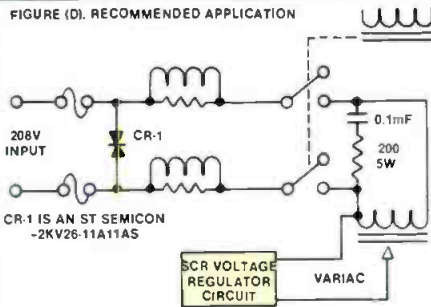 FIGURE (D). RECOMMENDED APPLICATION
208V
INPUT
CR-1
0.1mF
200
5W
CR-1 IS AN ST SEMICON
-2KV26-11A11AS
SCR VOLTAGE
REGULATOR
CIRCUIT
VARIAC